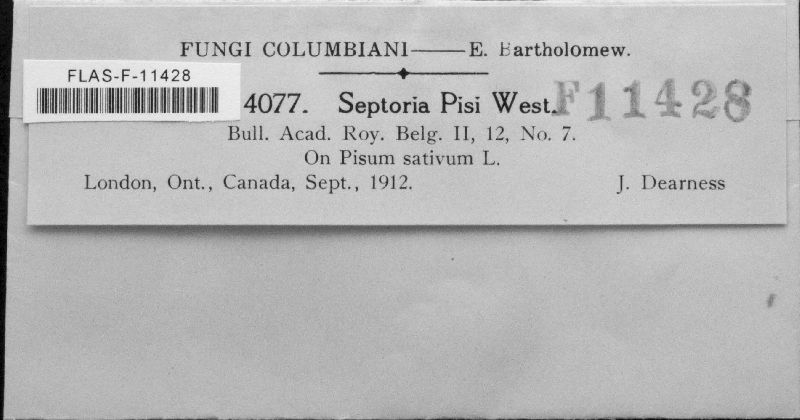 FUNGI COLUMBIANI—E. Bartholomew.
FLAS-F-11428
4077. Septoria Pisi West. F11428
Bull. Acad. Roy. Belg. II, 12, No. 7.
On Pisum sativum L.
London, Ont., Canada, Sept., 1912. J. Dearness